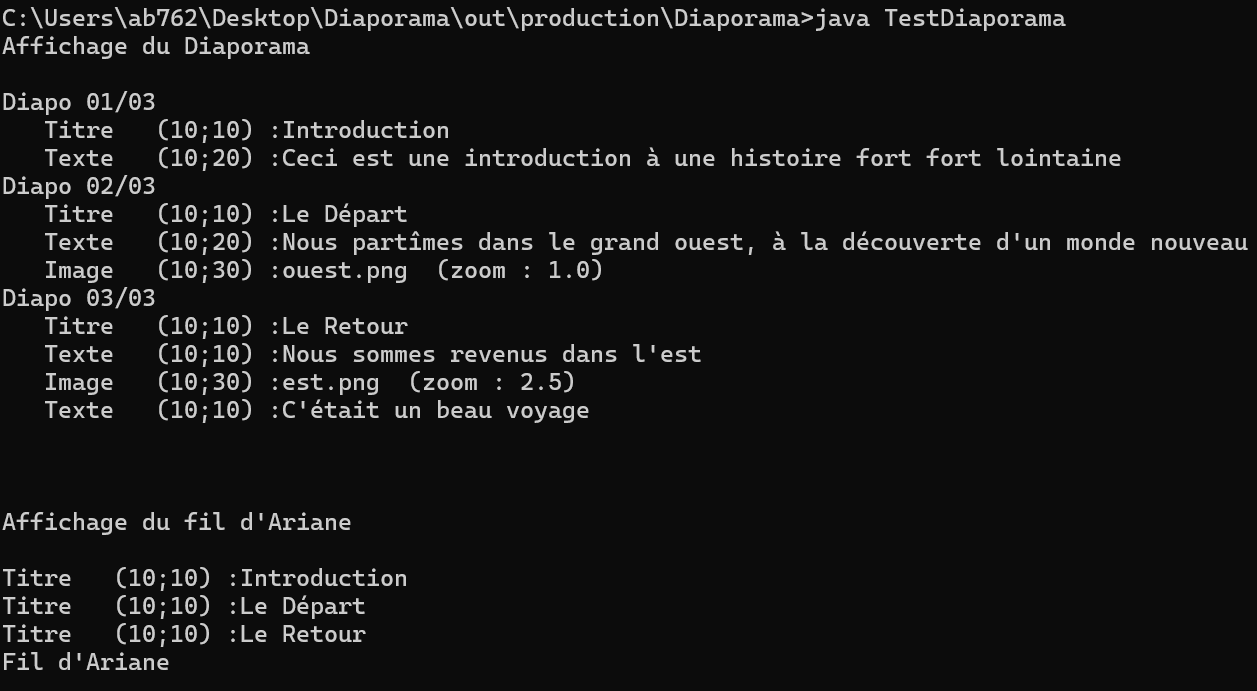 C:\Users\ab762\Desktop\Diaporama\out\production\Diaporama>java TestDiaporama
Affichage du Diaporama
Diapo 01/03
Titre (10;10) :Introduction
Texte (10;20) :Ceci est une introduction à une histoire fort fort lointaine
Diapo 02/03
Titre (10;10) :Le Départ
Texte (10;20) :Nous partîmes dans le grand ouest, à la découverte d'un monde nouveau
Image (10;30) :ouest.png (zoom : 1.0)
Diapo 03/03
Titre (10;10) :Le Retour
Texte (10;10) :Nous sommes revenus dans l'est
Image (10;30) :est.png (zoom : 2.5)
Texte (10;10) :C'était un beau voyage
Affichage du fil d'Ariane
Titre (10;10) :Introduction
Titre (10;10) :Le Départ
Titre (10;10) :Le Retour
Fil d'Ariane